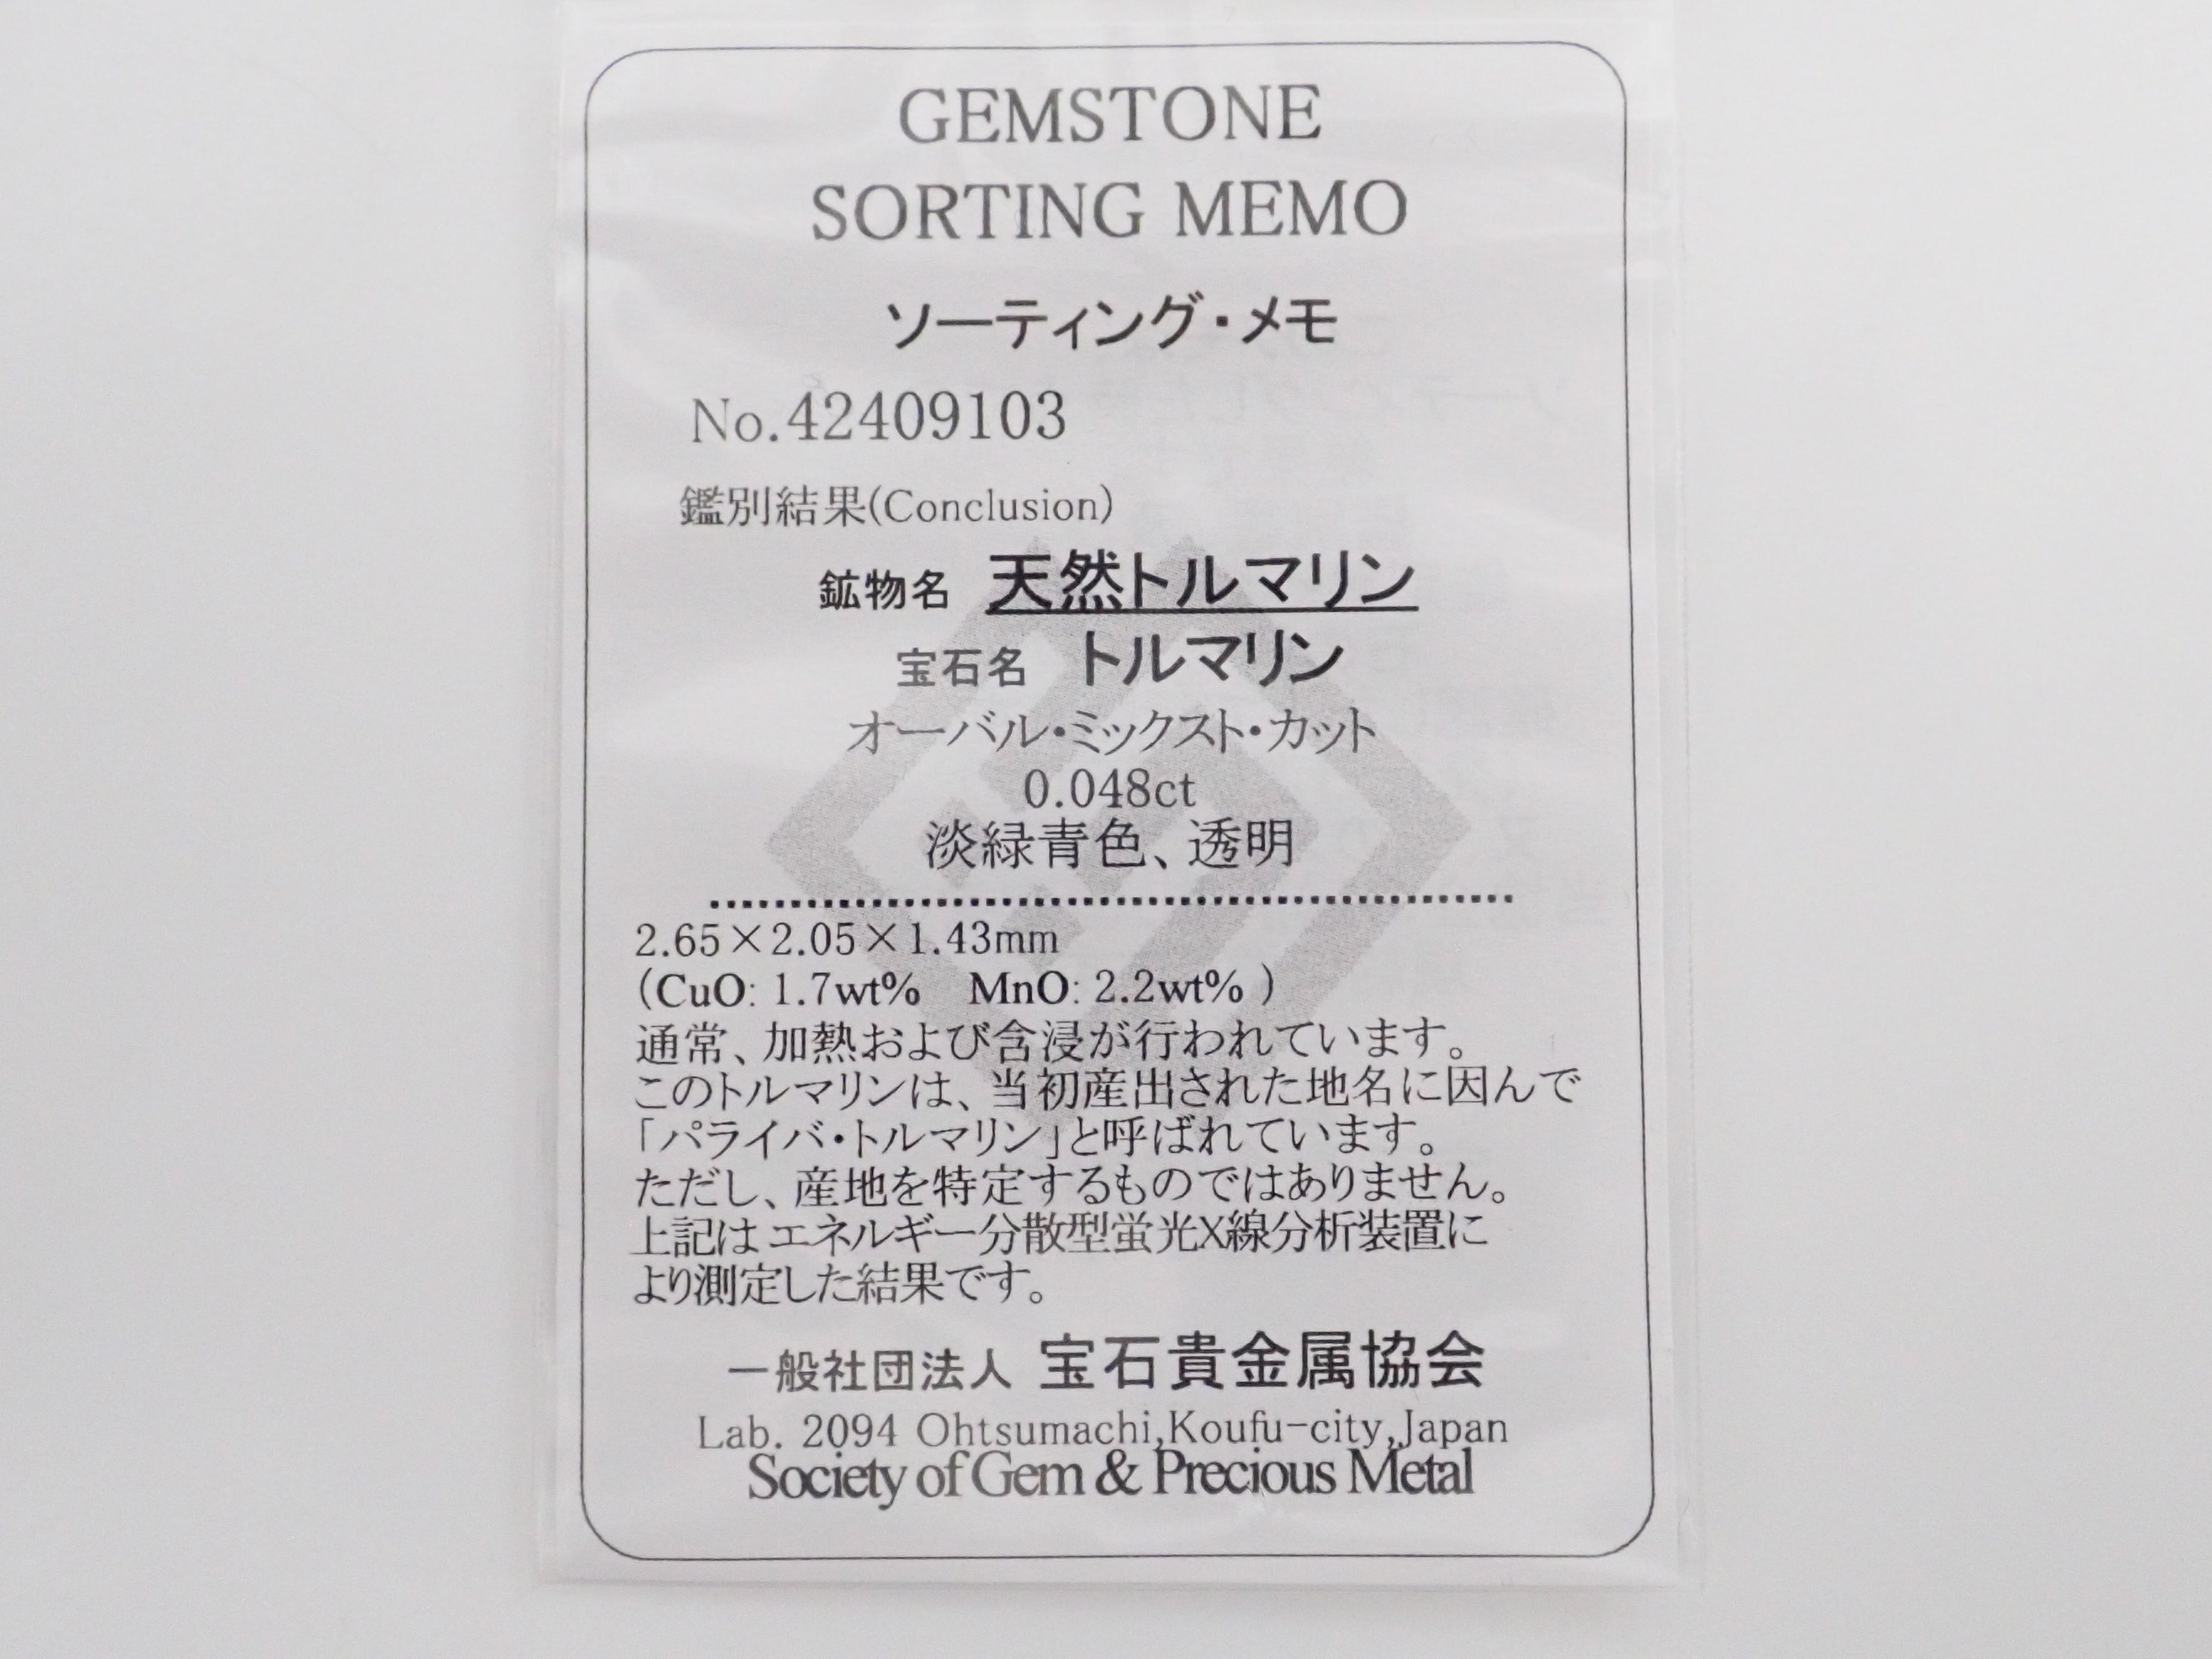 GEMSTONE
SORTING MEMO
ソーティング・メモ
No.42409103
鑑別結果(Conclusion)
鉱物名 天然トルマリン
宝石名 トルマリン
オーバル・ミックスト・カット
0.048ct
淡緑青色、透明
2.65×2.05×1.43mm
(CuO: 1.7wt% MnO: 2.2wt% )
通常、加熱および含浸が行われています。
このトルマリンは、当初産出された地名に因んで
「パライバ・トルマリン」と呼ばれています。
ただし、産地を特定するものではありません。
上記はエネルギー分散型蛍光X線分析装置に
より測定した結果です。
一般社団法人 宝石貴金属協会
Lab. 2094 Ohtsumachi,Koufu-city,Japan
Society of Gem & Precious Metal